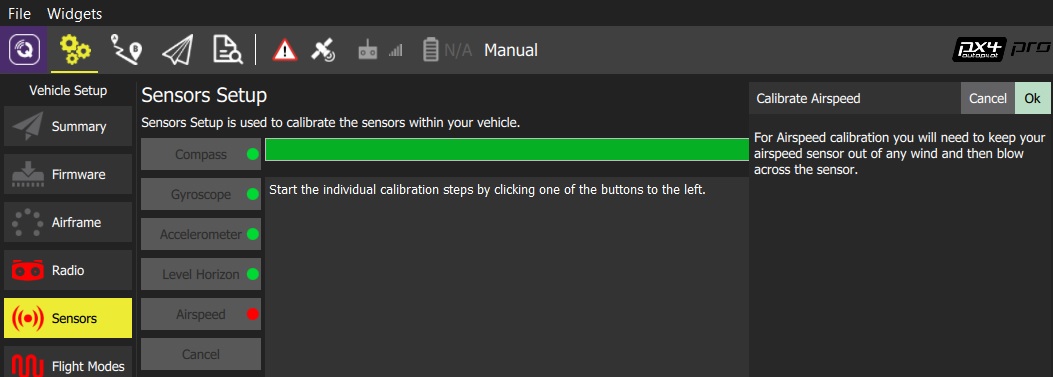 File Widgets
N/A Manual
px4 pro
autopilot
Vehicle Setup
Summary
Firmware
Airframe
Radio
Sensors
Flight Modes
Sensors Setup
Sensors Setup is used to calibrate the sensors within your vehicle.
Compass
Gyroscope
Accelerometer
Level Horizon
Airspeed
Cancel
Start the individual calibration steps by clicking one of the buttons to the left.
Calibrate Airspeed Cancel Ok
For Airspeed calibration you will need to keep your
airspeed sensor out of any wind and then blow
across the sensor.